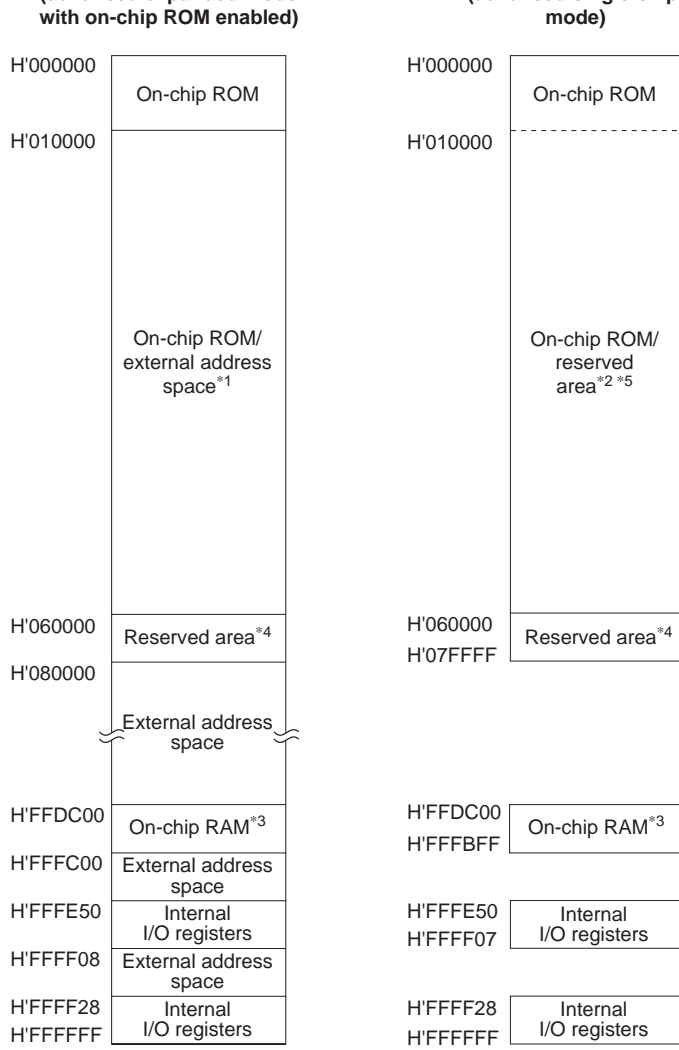 with on-chip ROM enabled)
H'000000
On-chip ROM
H'010000
On-chip ROM/
external address
space*1
H'060000
Reserved area*4
H'080000
External address
space
H'FFDC00
On-chip RAM*3
H'FFFC00
External address
space
H'FFFE50
Internal
I/O registers
H'FFFF08
External address
space
H'FFFF28
Internal
I/O registers
H'FFFFFF
mode)
H'000000
On-chip ROM
H'010000
On-chip ROM/
reserved
area*2 *5
H'060000
Reserved area*4
H'07FFFF
H'FFDC00
On-chip RAM*3
H'FFFBFF
H'FFFE50
Internal
I/O registers
H'FFFF07
H'FFFF28
Internal
I/O registers
H'FFFFFF